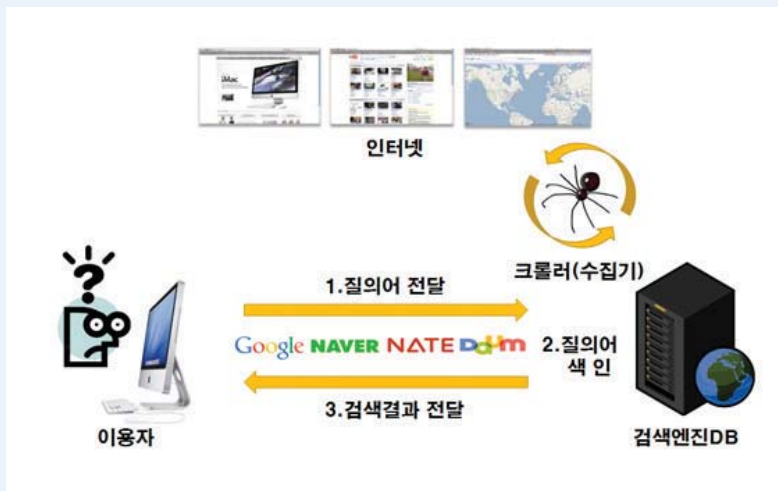 iMac
인터넷
크롤러(수집기)
1.질의어 전달
Google NAVER NATE Daum
2.질의어
색 인
3.검색결과 전달
이용자
검색엔진DB